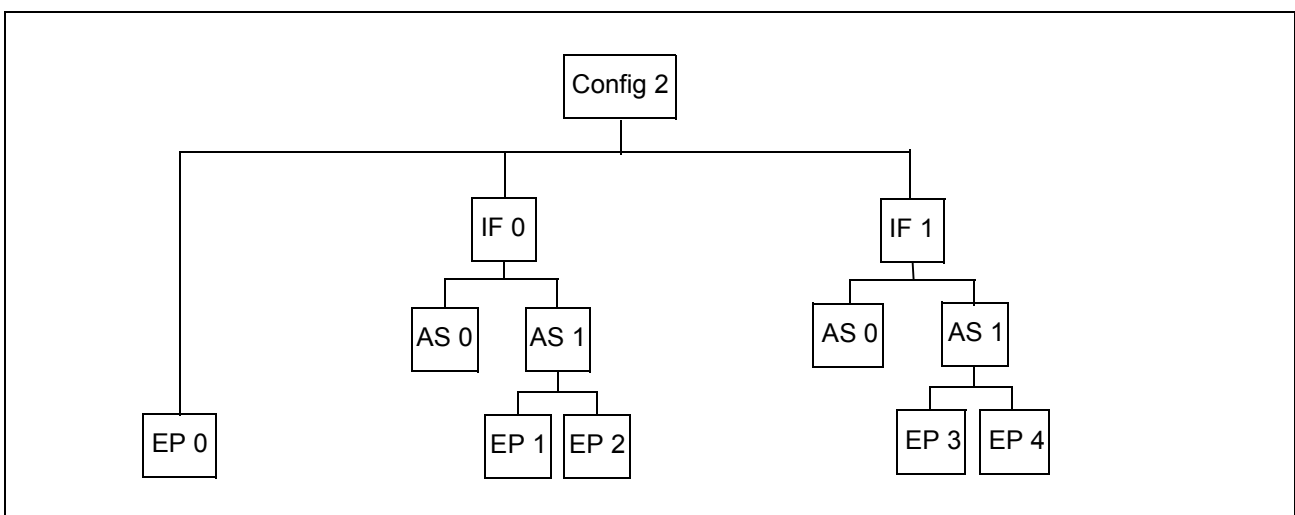 Config 2
IF 0
IF 1
AS 0
AS 1
AS 0
AS 1
EP 0
EP 1
EP 2
EP 3
EP 4